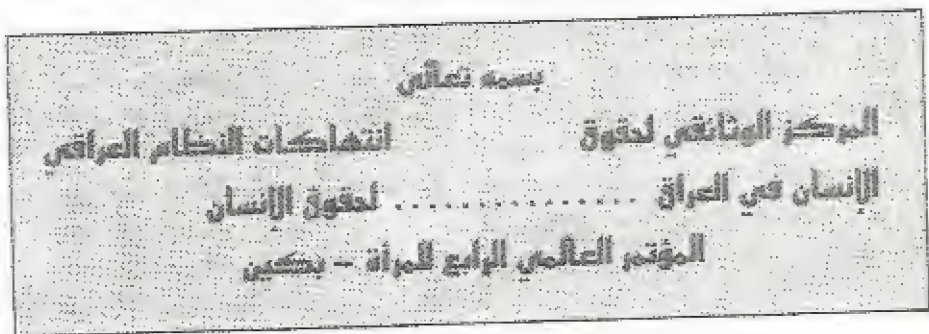 بسمه تعالى
المركز الوثائقي لحقوق انتهاكات النظام العراقي
الإنسان في العراق .............. لحقوق الإنسان
المؤتمر العالمي الرابع للمرأة – بكين